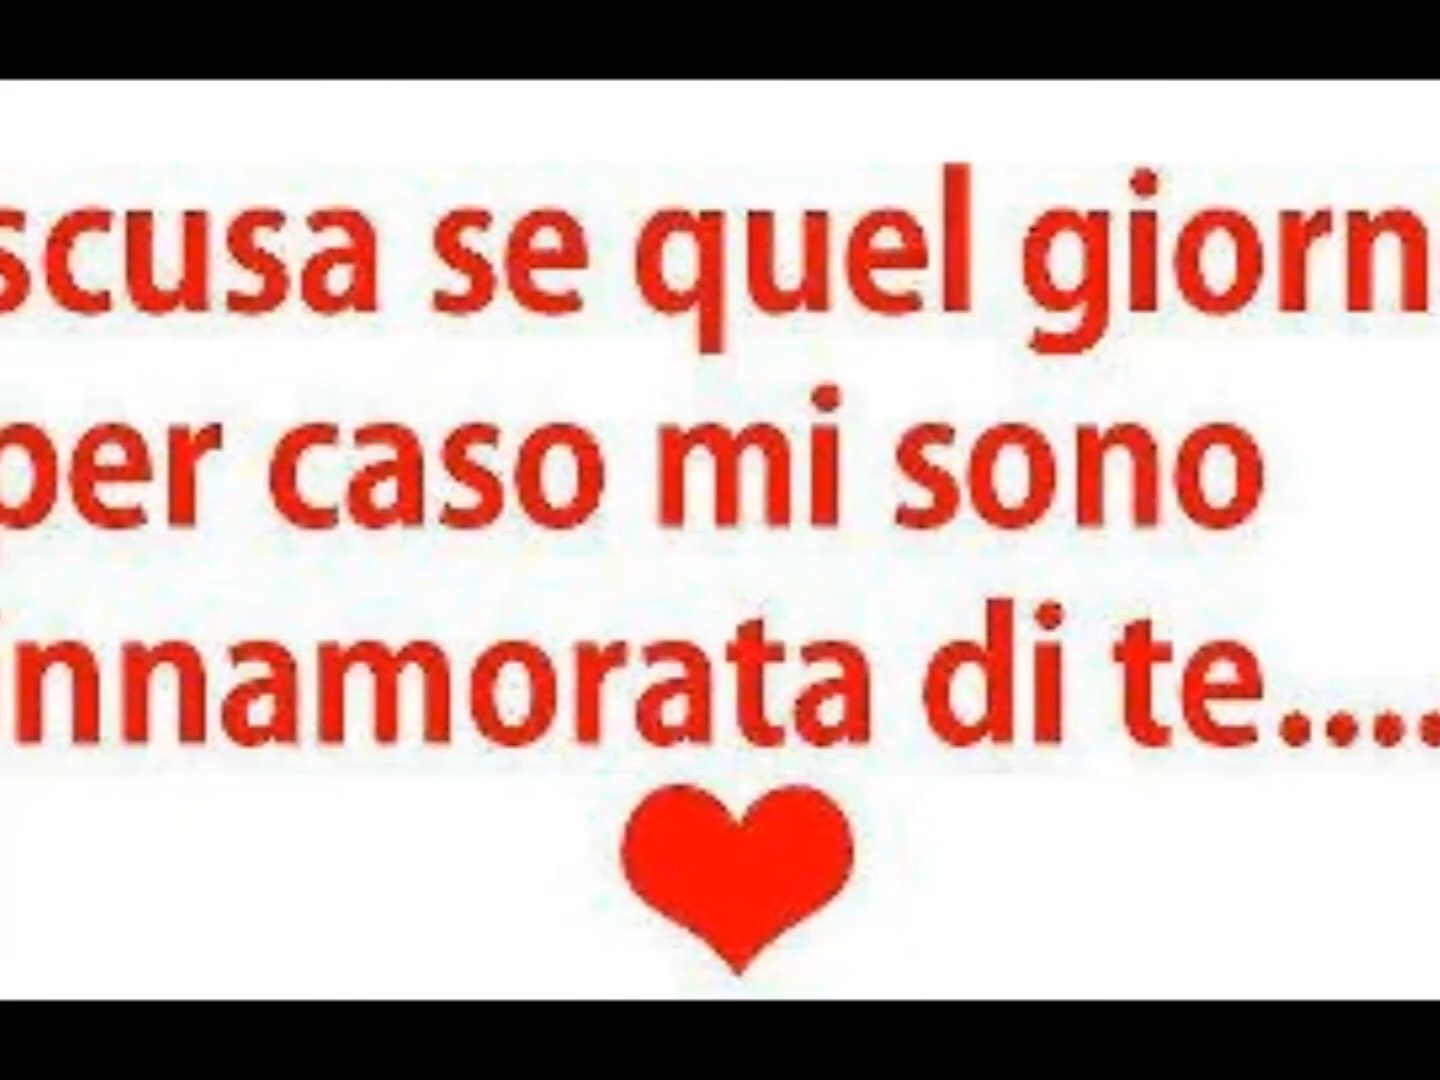 scusa se quel giorn
per caso mi sono
innamorata di te....